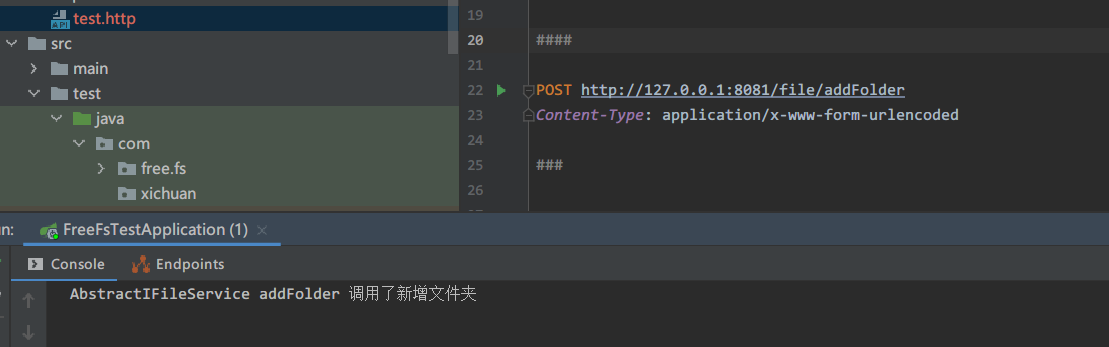 test.http
API
src
main
test
java
com
free.fs
xichuan
19
20 ####
21
22 POST http://127.0.0.1:8081/file/addFolder
23 Content-Type: application/x-www-form-urlencoded
24
25 ###
26
FreeFsTestApplication (1)
Console Endpoints
AbstractIFileService addFolder 调用了新增文件夹